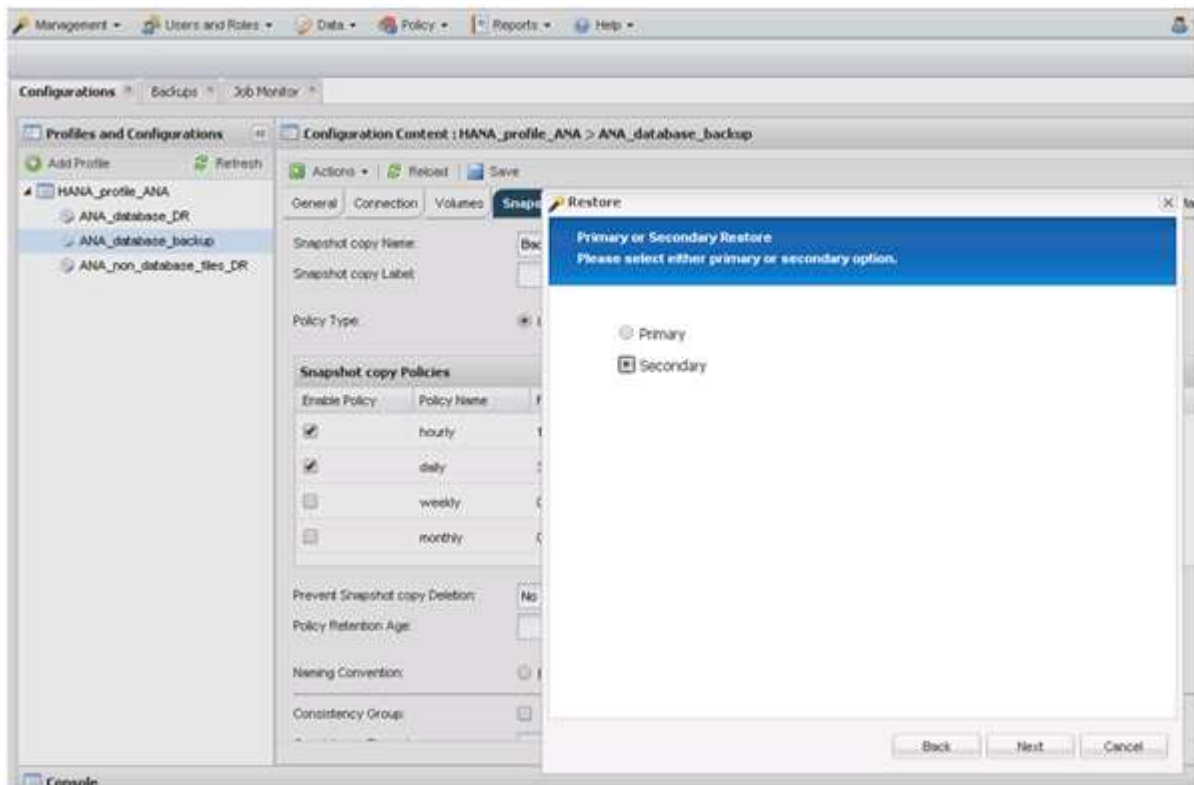 Management Users and Roles Data Policy Reports Help
Configurations Backups Job Monitor
Profiles and Configurations
Add Profile Refresh
HANA_profile_ANA
ANA_database_DR
ANA_database_backup
ANA_non_database_files_DR
Configuration Content : HANA_profile_ANA > ANA_database_backup
Actions Reload Save
General Connection Volumes Snaps
Snapshot copy Name:
Snapshot copy Label:
Policy Type:
Snapshot copy Policies
Enable Policy Policy Name
hourly
daily
weekly
monthly
Prevent Snapshot copy Deletion: No
Policy Retention Age:
Naming Convention:
Consistency Group:
Restore
Primary or Secondary Restore
Please select either primary or secondary option.
Primary
Secondary
Back Next Cancel
Console